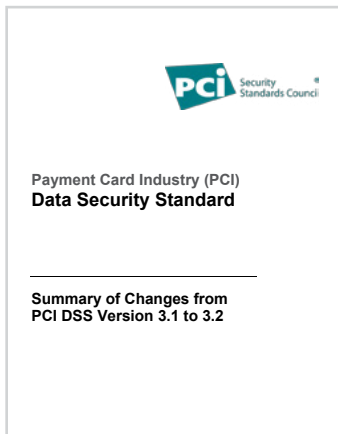 PCi Security ®
Standards Counci
Payment Card Industry (PCI)
Data Security Standard
Summary of Changes from
PCI DSS Version 3.1 to 3.2